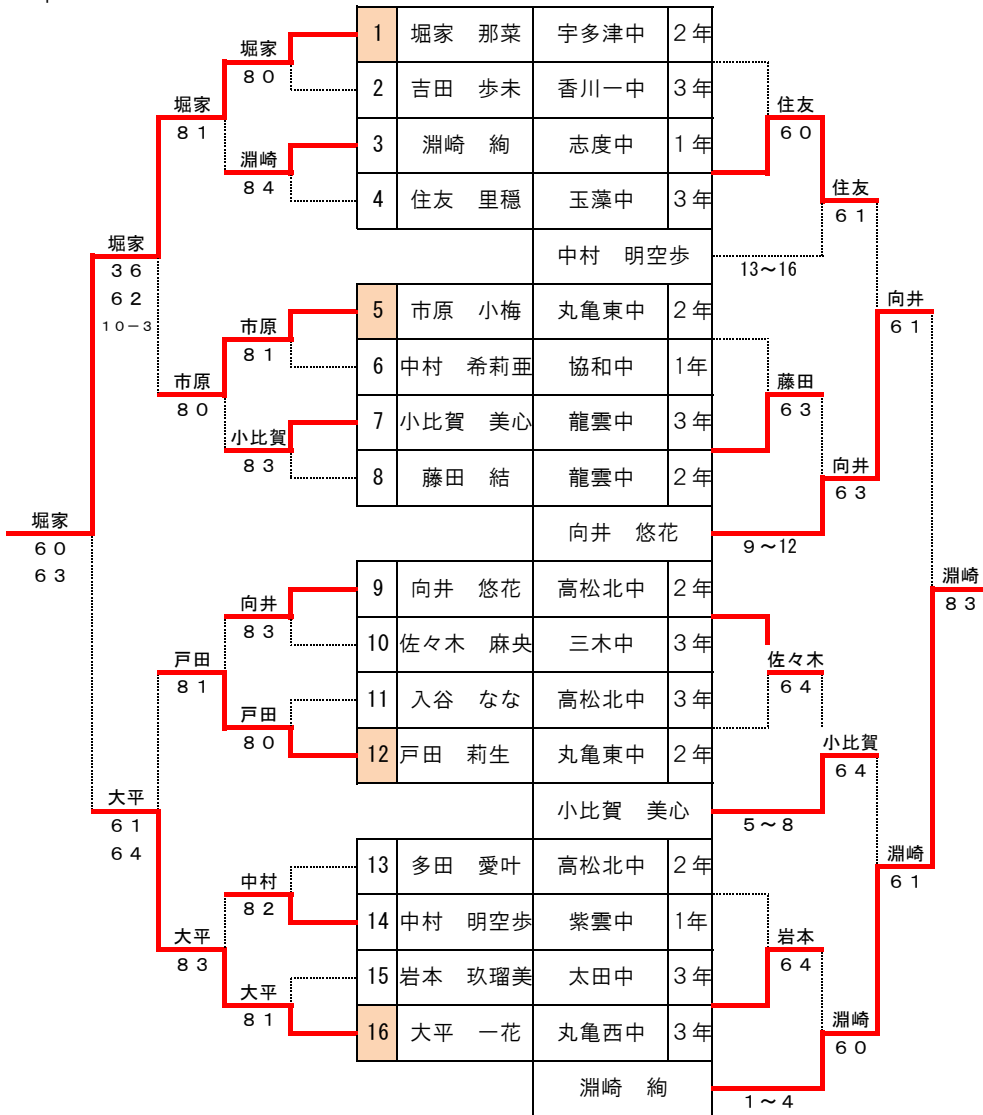 堀家
８０
1 堀家　那菜 宇多津中 ２年
堀家
８１
2 吉田　歩未 香川一中 ３年
住友
６０
淵崎
８４
3 淵崎 絢 志度中 １年
4 住友　里穏 玉藻中 ３年
住友
６１
堀家
３６
６２
１０－３
中村　明空歩
13～16
市原
８１
5 市原　小梅 丸亀東中 ２年
向井
６１
6 中村　希莉亜 協和中 1年
市原
８０
藤田
６３
小比賀
８３
7 小比賀　美心 龍雲中 ３年
8 藤田　結 龍雲中 ２年
向井
６３
堀家
６０
６３
向井　悠花
９～12
向井
８３
9 向井　悠花 高松北中 ２年
淵崎
８３
10 佐々木　麻央 三木中 ３年
戸田
８１
佐々木
６４
戸田
８０
11 入谷　なな 高松北中 ３年
12 戸田　莉生 丸亀東中 ２年
小比賀
６４
大平
６１
６４
小比賀　美心
５～８
中村
８２
13 多田　愛叶 高松北中 ２年
淵崎
６１
14 中村　明空歩 紫雲中 1年
大平
８３
岩本
６４
大平
８１
15 岩本　玖瑠美 太田中 ３年
16 大平　一花 丸亀西中 ３年
淵崎
６０
淵崎 絢
１～４